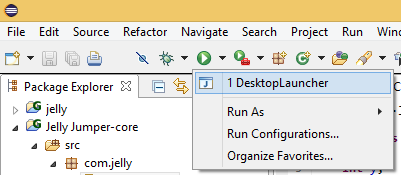 File Edit Source Refactor Navigate Search Project Run Window
Package Explorer
1 DesktopLauncher
jelly
Run As
Jelly Jumper-core
Run Configurations...
src
Organize Favorites...
com.jelly